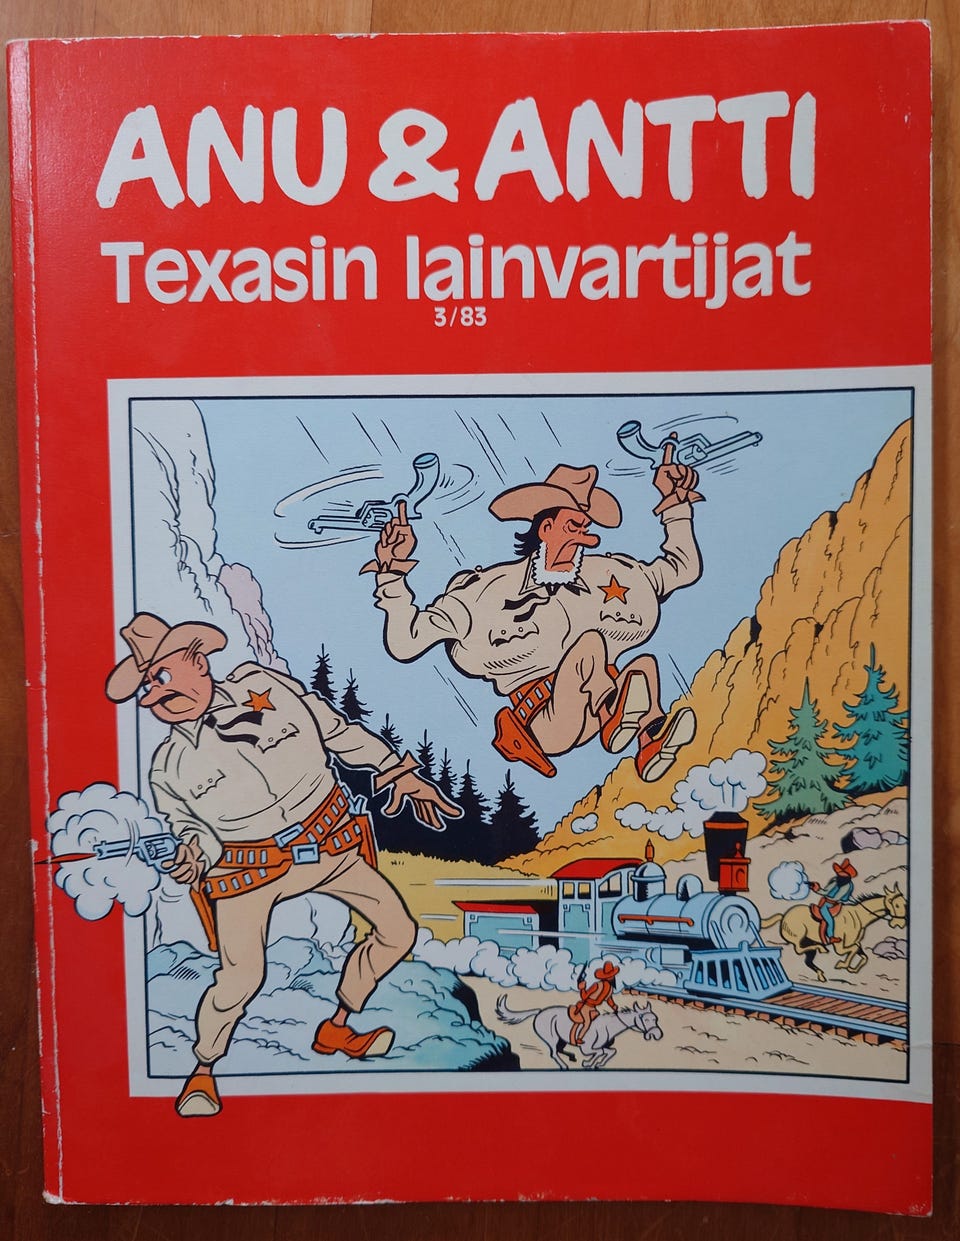 ANU & ANTTI
Texasin lainvartijat
3/83